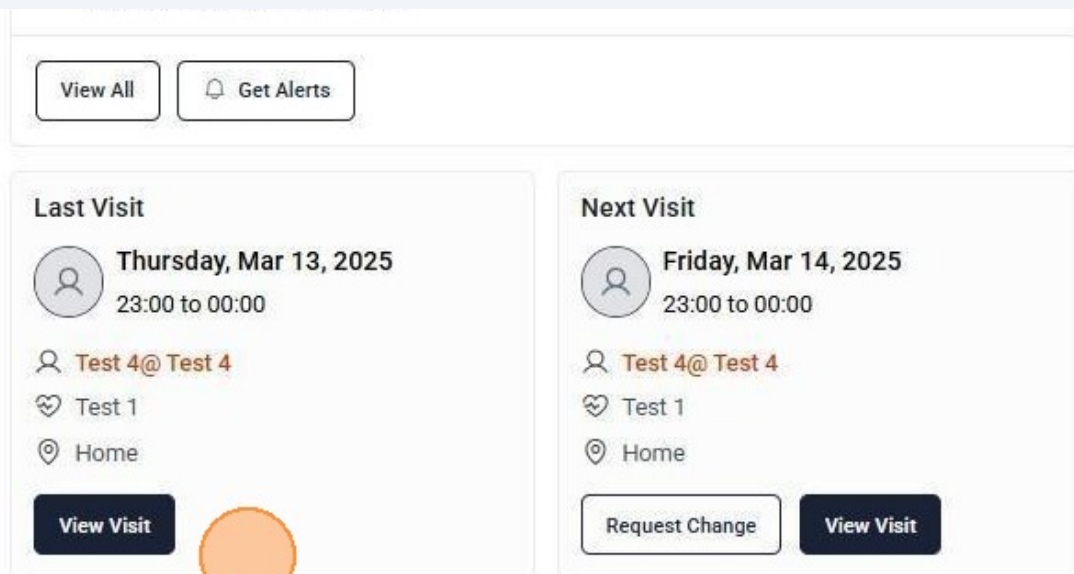 View All
Get Alerts
Last Visit
Thursday, Mar 13, 2025
23:00 to 00:00
Test 4@ Test 4
Test 1
Home
View Visit
Next Visit
Friday, Mar 14, 2025
23:00 to 00:00
Test 4@ Test 4
Test 1
Home
Request Change
View Visit